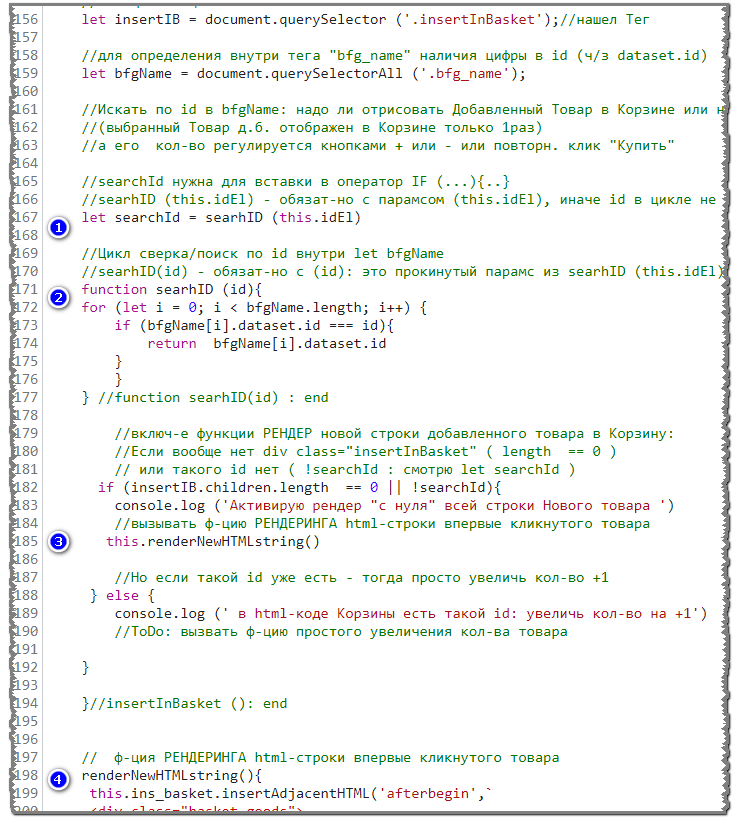 156 let insertIB = document.querySelector ('.insertInBasket');//нашел Тег
157
158 //для определения внутри тега "bfg_name" наличия цифры в id (ч/з dataset.id)
159 let bfgName = document.querySelectorAll ('.bfg_name');
160
161 //Искать по id в bfgName: надо ли отрисовать Добавленный Товар в Корзине или н
162 //(выбранный Товар д.б. отображен в Корзине только 1раз)
163 //а его кол-во регулируется кнопками + или - или повторн. клик "Купить"
164
165 //searchId нужна для вставки в оператор IF (...){..}
166 //searhID (this.idEl) - обязат-но с парамсом (this.idEl), иначе id в цикле не
167 let searchId = searhID (this.idEl)
1
168
169 //Цикл сверка/поиск по id внутри let bfgName
170 //searhID(id) - обязат-но с (id): это прокинутый парамс из searhID (this.idEl)
171 function searhID (id){
2
172 for (let i = 0; i < bfgName.length; i++) {
173 if (bfgName[i].dataset.id === id){
174 return bfgName[i].dataset.id
175 }
176 }
177 } //function searhID(id) : end
178
179 //включ-е функции РЕНДЕР новой строки добавленного товара в Корзину:
180 //Если вообще нет div class="insertInBasket" ( length == 0 )
181 // или такого id нет ( !searchId : смотрю let searchId )
182 if (insertIB.children.length == 0 || !searchId){
183 console.log ('Активирую рендер "с нуля" всей строки Нового товара ')
184 //вызывать ф-цию РЕНДЕРИНГА html-строки впервые кликнутого товара
185 this.renderNewHTMLstring()
3
186
187 //Но если такой id уже есть - тогда просто увеличь кол-во +1
188 } else {
189 console.log (' в html-коде Корзины есть такой id: увеличь кол-во на +1')
190 //ToDo: вызвать ф-цию простого увеличения кол-ва товара
191
192 }
193
194 }//insertInBasket (): end
195
196
197 // ф-ция РЕНДЕРИНГА html-строки впервые кликнутого товара
198 renderNewHTMLstring(){
4
199 this.ins_basket.insertAdjacentHTML('afterbegin',`
200 <div class="basket_goods">